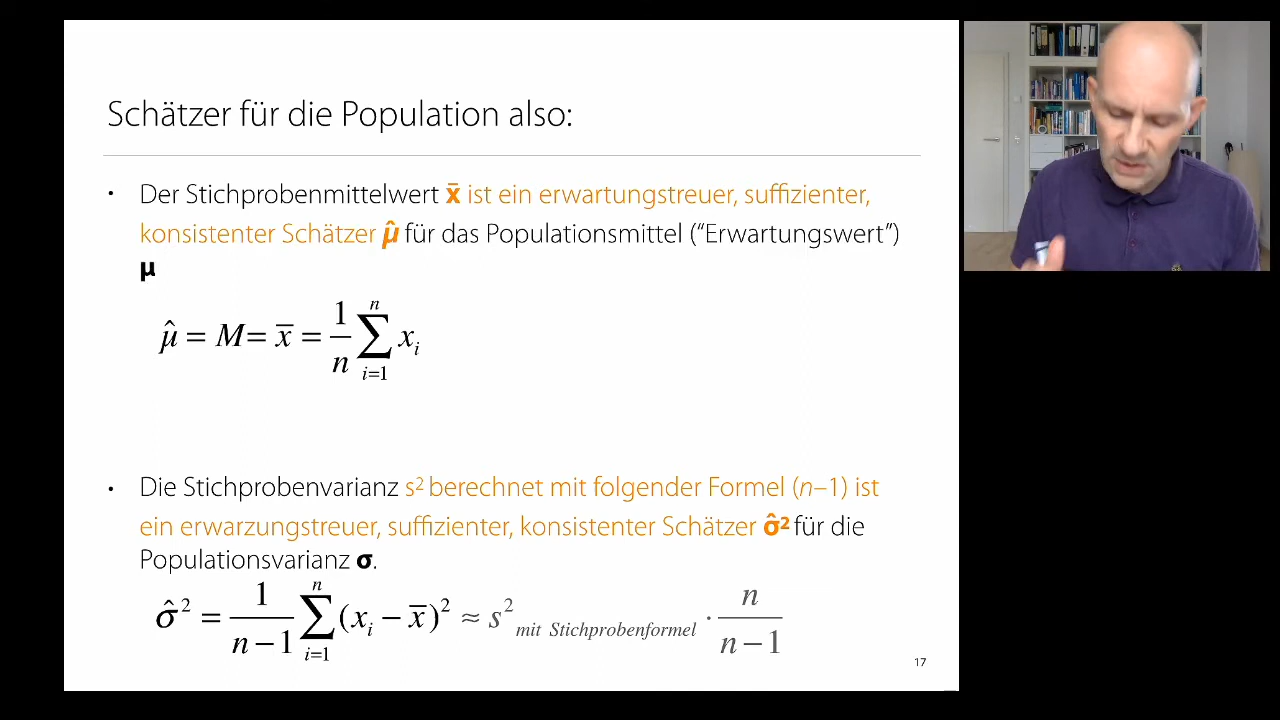 Schätzer für die Population also:
• Der Stichprobenmittelwert x̄ ist ein erwartungstreuer, suffizienter,
konsistenter Schätzer μ̂ für das Populationsmittel (“Erwartungswert”)
μ
μ̂ = M = x̄ = 1/n ∑_{i=1}^{n} x_i
• Die Stichprobenvarianz s² berechnet mit folgender Formel (n–1) ist
ein erwarzungstreuer, suffizienter, konsistenter Schätzer σ̂² für die
Populationsvarianz σ.
σ̂² = 1/(n − 1) ∑_{i=1}^{n} (x_i − x̄)² ≈ s²_{mit Stichprobenformel} · n/(n − 1)
17